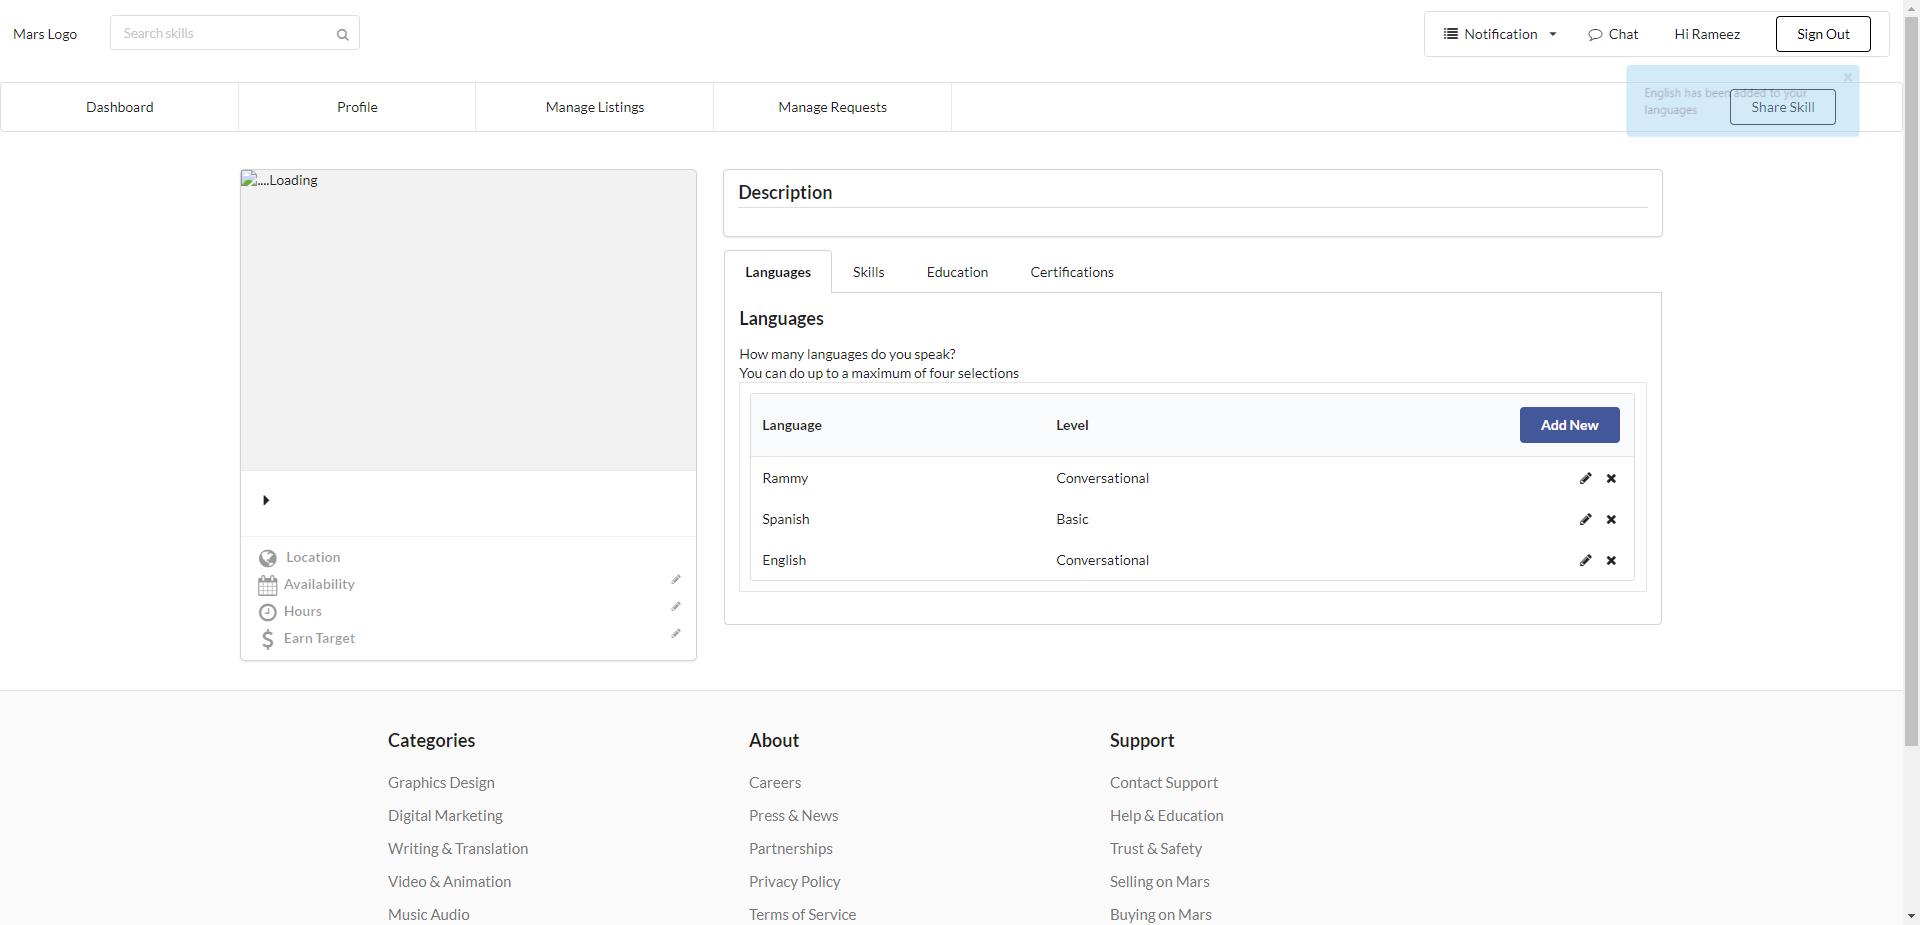 Mars Logo
Search skills
Notification
Chat
Hi Rameez
Sign Out
Dashboard
Profile
Manage Listings
Manage Requests
English has been added to your
languages
Share Skill
....Loading
Location
Availability
Hours
Earn Target
Description
Languages
Skills
Education
Certifications
Languages
How many languages do you speak?
You can do up to a maximum of four selections
Language Level Add New
Rammy Conversational
Spanish Basic
English Conversational
Categories
Graphics Design
Digital Marketing
Writing & Translation
Video & Animation
Music Audio
About
Careers
Press & News
Partnerships
Privacy Policy
Terms of Service
Support
Contact Support
Help & Education
Trust & Safety
Selling on Mars
Buying on Mars